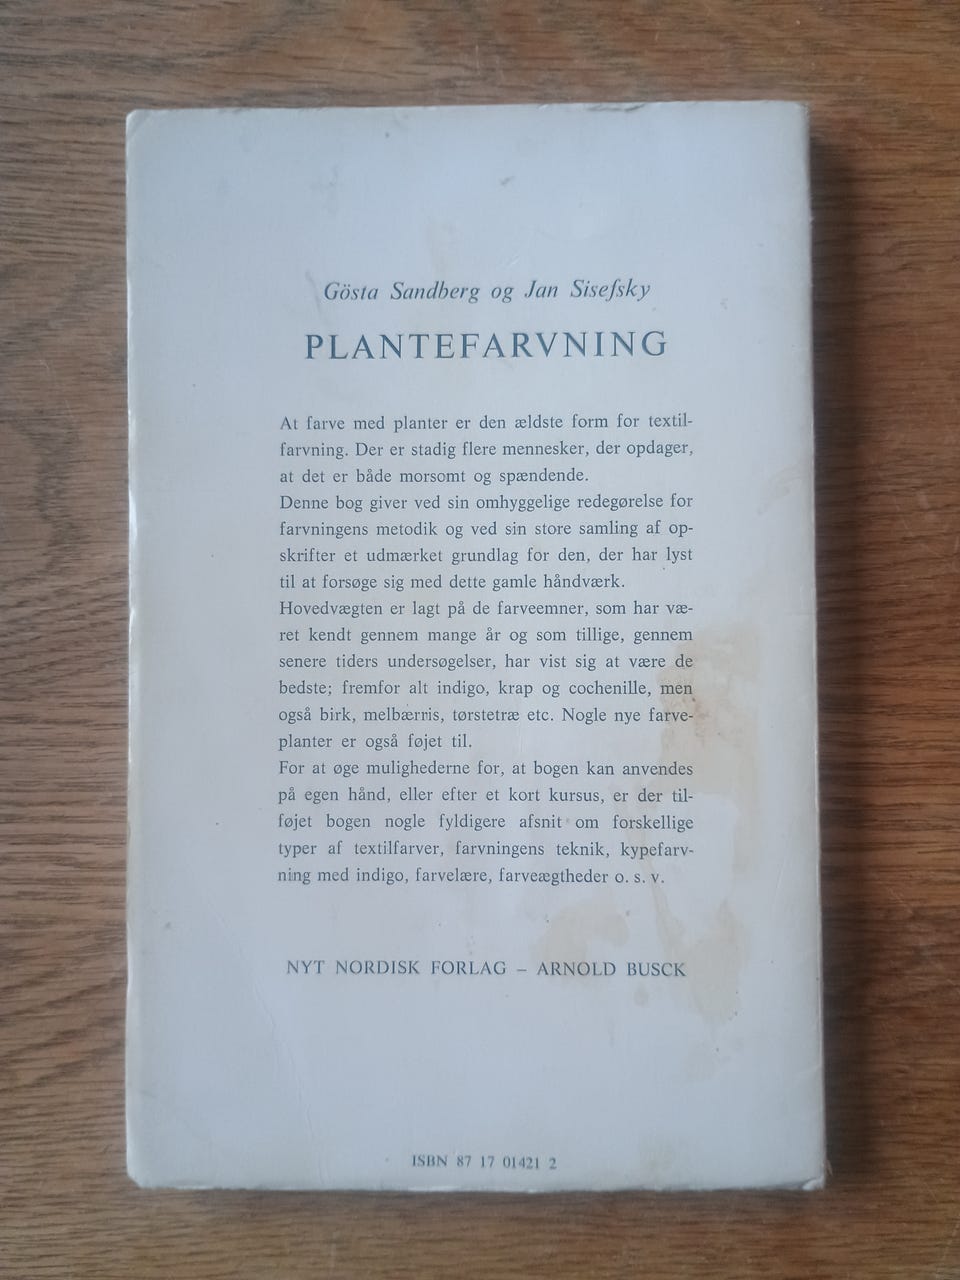 Gösta Sandberg og Jan Sisefsky
PLANTEFARVNING
At farve med planter er den ældste form for textil-
farvning. Der er stadig flere mennesker, der opdager,
at det er både morsomt og spændende.
Denne bog giver ved sin omhyggelige redegørelse for
farvningens metodik og ved sin store samling af op-
skrifter et udmærket grundlag for den, der har lyst
til at forsøge sig med dette gamle håndværk.
Hovedvægten er lagt på de farveemner, som har væ-
ret kendt gennem mange år og som tillige, gennem
senere tiders undersøgelser, har vist sig at være de
bedste; fremfor alt indigo, krap og cochenille, men
også birk, melbærris, tørstetræ etc. Nogle nye farve-
planter er også føjet til.
For at øge mulighederne for, at bogen kan anvendes
på egen hånd, eller efter et kort kursus, er der til-
føjet bogen nogle fyldigere afsnit om forskellige
typer af textilfarver, farvningens teknik, kypefarv-
ning med indigo, farvelære, farveægtheder o. s. v.
NYT NORDISK FORLAG – ARNOLD BUSCK
ISBN 87 17 01421 2